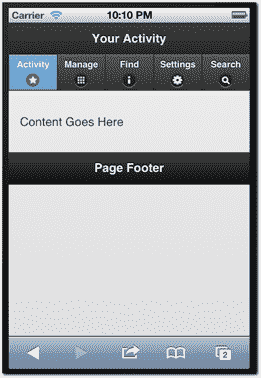 Carrier 10:10 PM
Your Activity
Activity Manage Find Settings Search
Content Goes Here
Page Footer
2